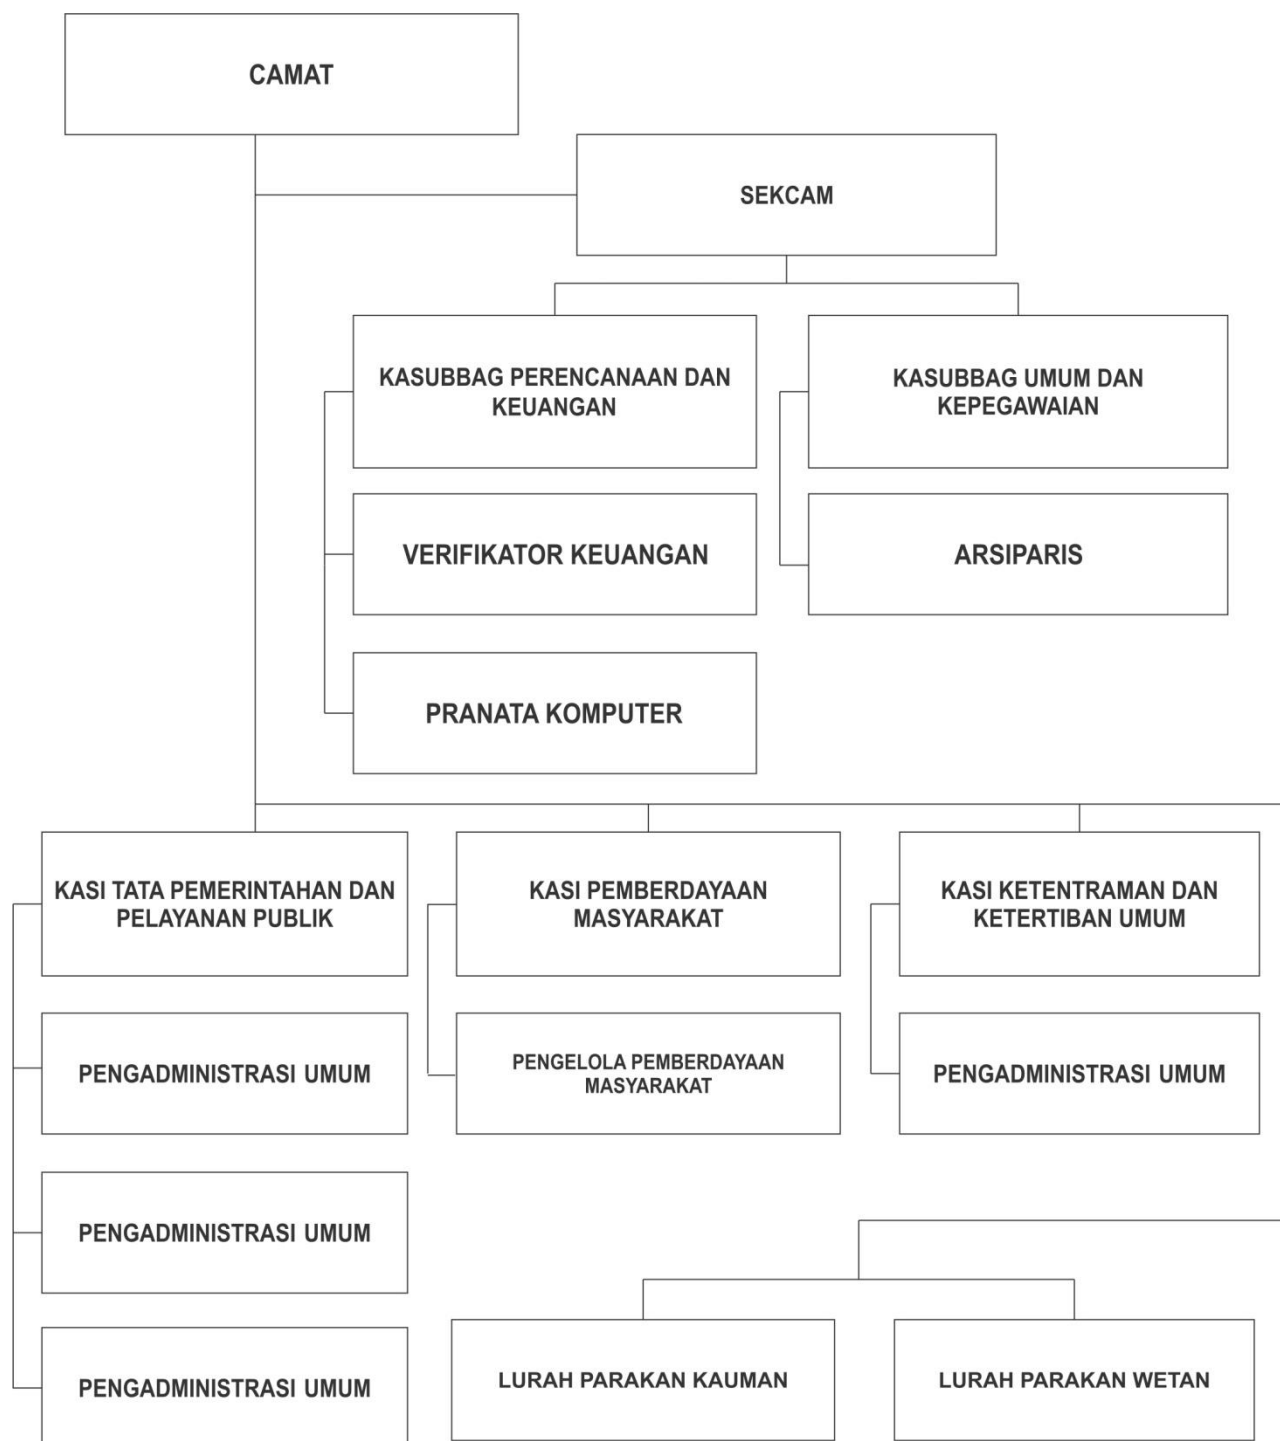 CAMAT
SEKCAM
KASUBBAG PERENCANAAN DAN
KEUANGAN
KASUBBAG UMUM DAN
KEPEGAWAIAN
VERIFIKATOR KEUANGAN
ARSIPARIS
PRANATA KOMPUTER
KASI TATA PEMERINTAHAN DAN
PELAYANAN PUBLIK
KASI PEMBERDAYAAN
MASYARAKAT
KASI KETENTRAMAN DAN
KETERTIBAN UMUM
PENGADMINISTRASI UMUM
PENGELOLA PEMBERDAYAAN
MASYARAKAT
PENGADMINISTRASI UMUM
PENGADMINISTRASI UMUM
PENGADMINISTRASI UMUM
LURAH PARAKAN KAUMAN
LURAH PARAKAN WETAN